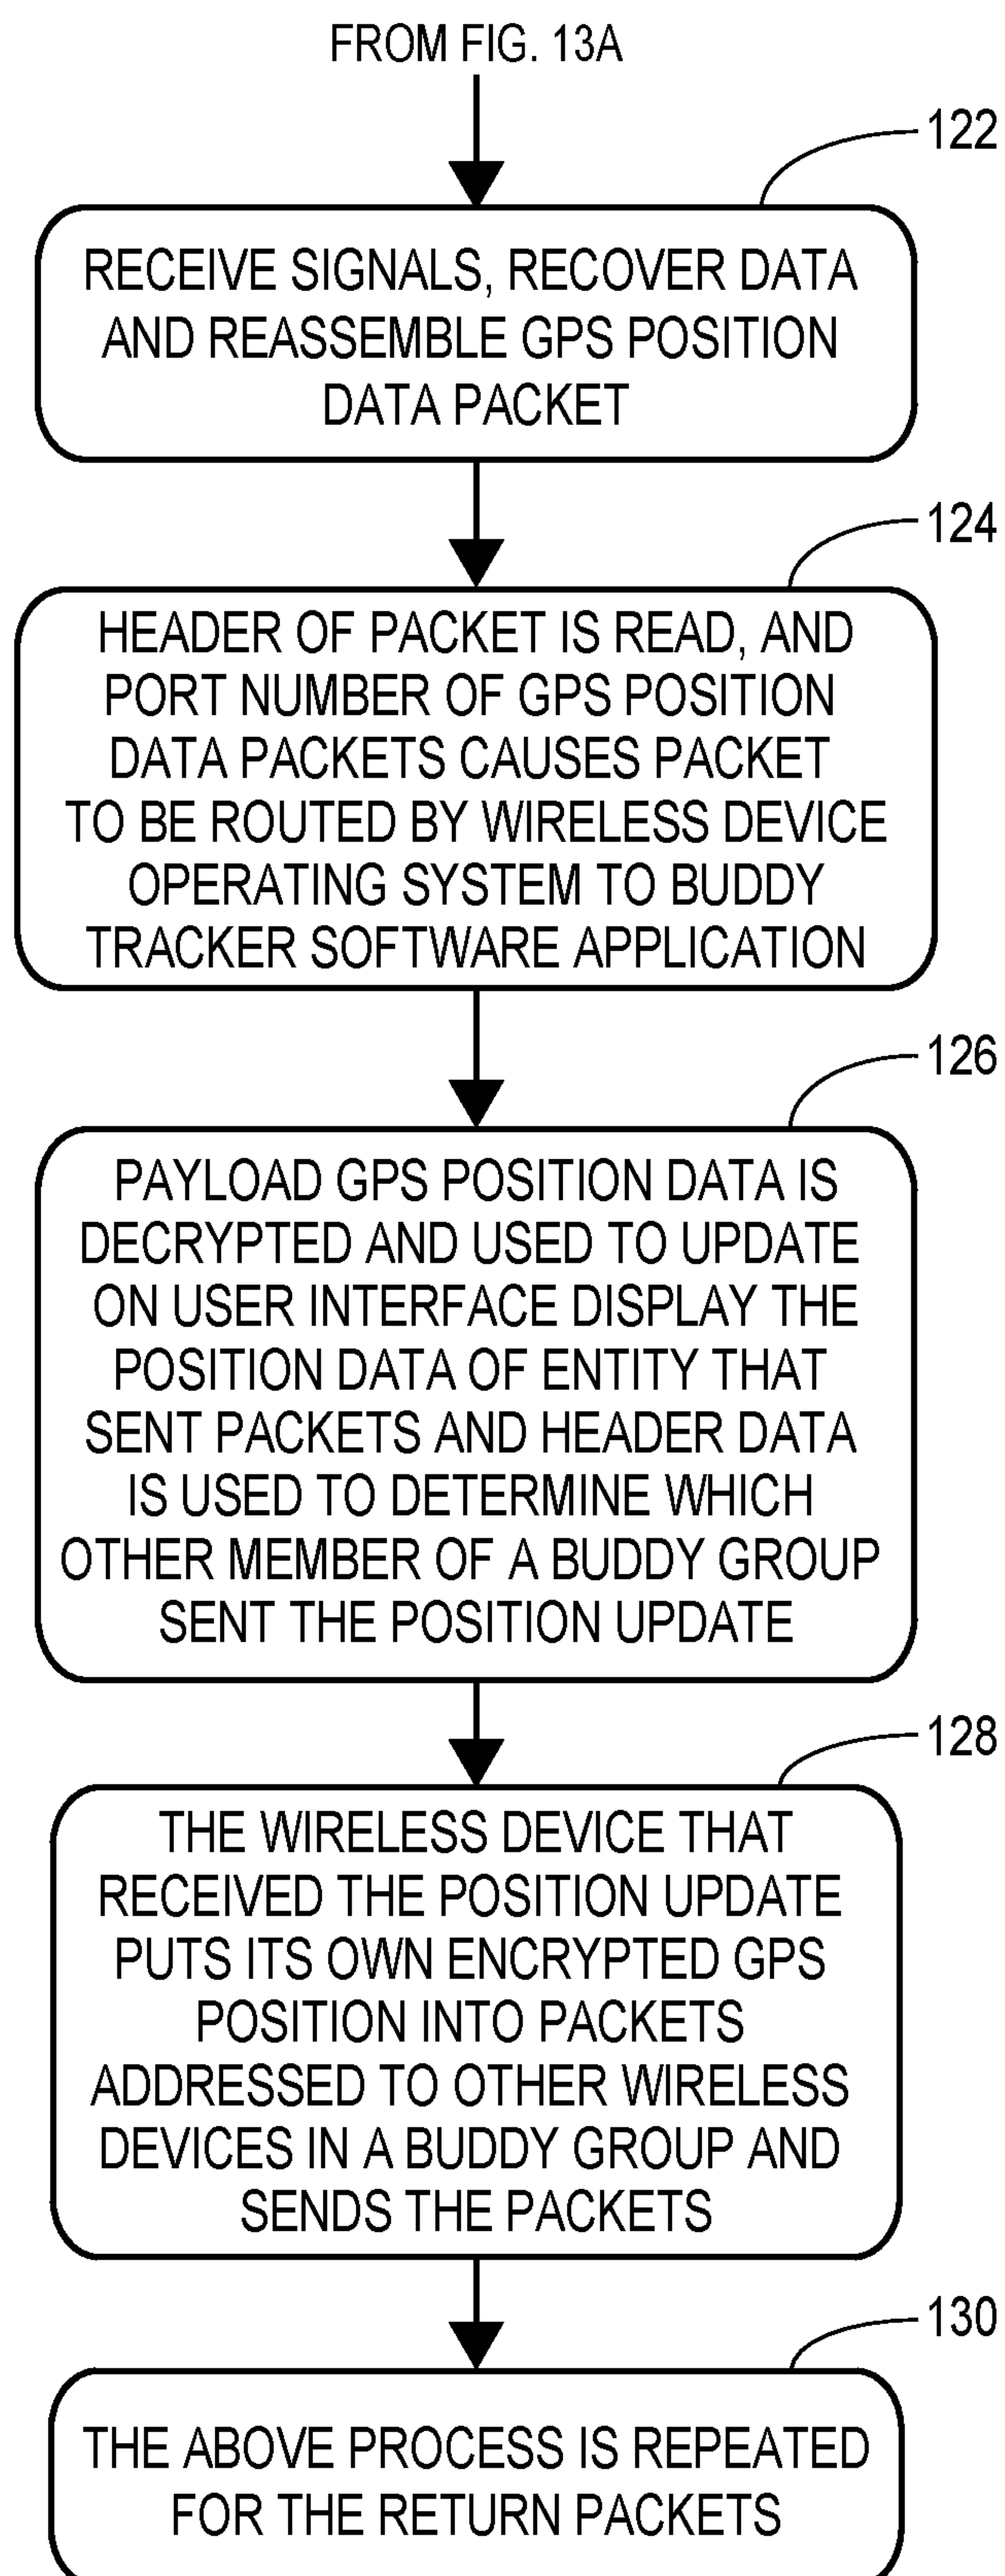 FROM FIG. 13A
122
RECEIVE SIGNALS, RECOVER DATA
AND REASSEMBLE GPS POSITION
DATA PACKET
124
HEADER OF PACKET IS READ, AND
PORT NUMBER OF GPS POSITION
DATA PACKETS CAUSES PACKET
TO BE ROUTED BY WIRELESS DEVICE
OPERATING SYSTEM TO BUDDY
TRACKER SOFTWARE APPLICATION
126
PAYLOAD GPS POSITION DATA IS
DECRYPTED AND USED TO UPDATE
ON USER INTERFACE DISPLAY THE
POSITION DATA OF ENTITY THAT
SENT PACKETS AND HEADER DATA
IS USED TO DETERMINE WHICH
OTHER MEMBER OF A BUDDY GROUP
SENT THE POSITION UPDATE
128
THE WIRELESS DEVICE THAT
RECEIVED THE POSITION UPDATE
PUTS ITS OWN ENCRYPTED GPS
POSITION INTO PACKETS
ADDRESSED TO OTHER WIRELESS
DEVICES IN A BUDDY GROUP AND
SENDS THE PACKETS
130
THE ABOVE PROCESS IS REPEATED
FOR THE RETURN PACKETS